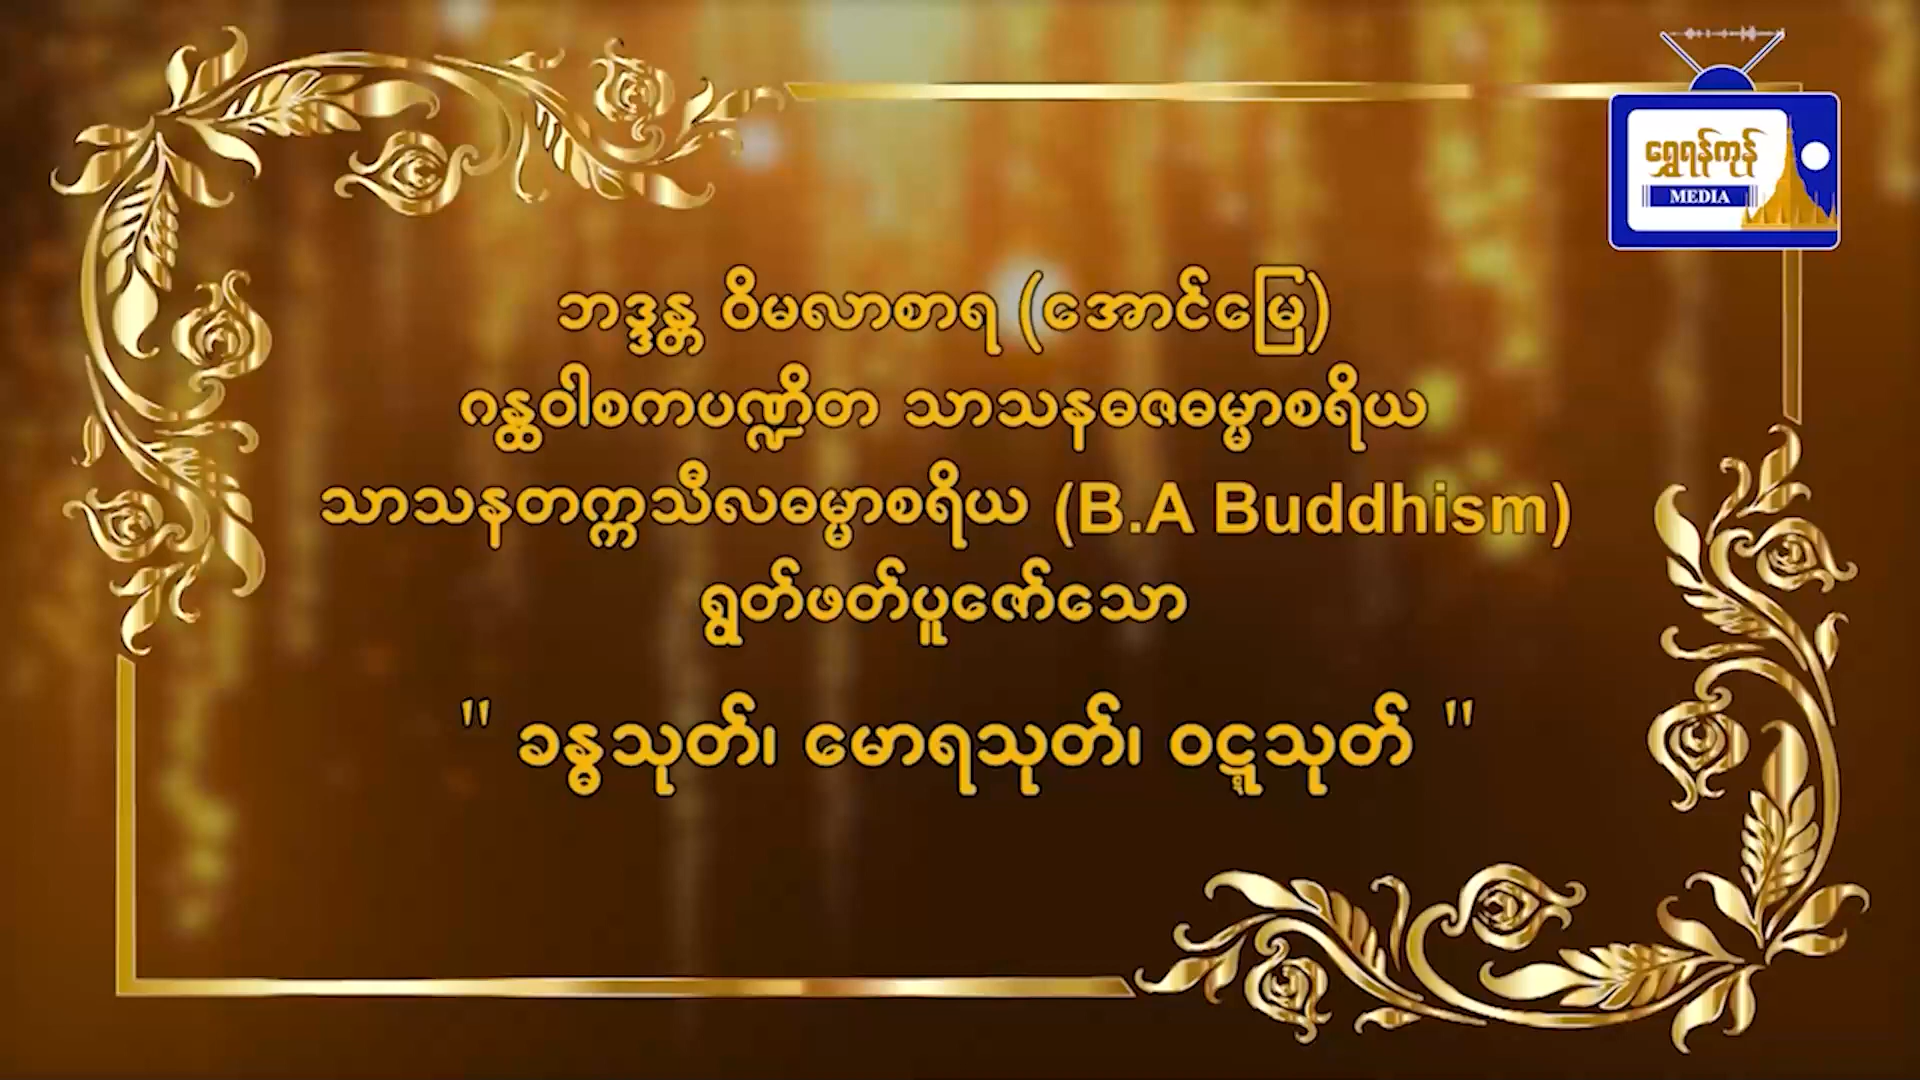 ရွှေရန်ကုန်
MEDIA
ဘဒ္ဒန္တ ဝိမလာစာရ (အောင်မြေ)
ဂန္ထဝါစကပဏ္ဍိတ သာသနဓဇဓမ္မာစရိယ
သာသနတက္ကသီလဓမ္မာစရိယ (B.A Buddhism)
ရွတ်ဖတ်ပူဇော်သော
" ခန္ဓသုတ်၊ မောရသုတ်၊ ဝဋ္ဋသုတ် "